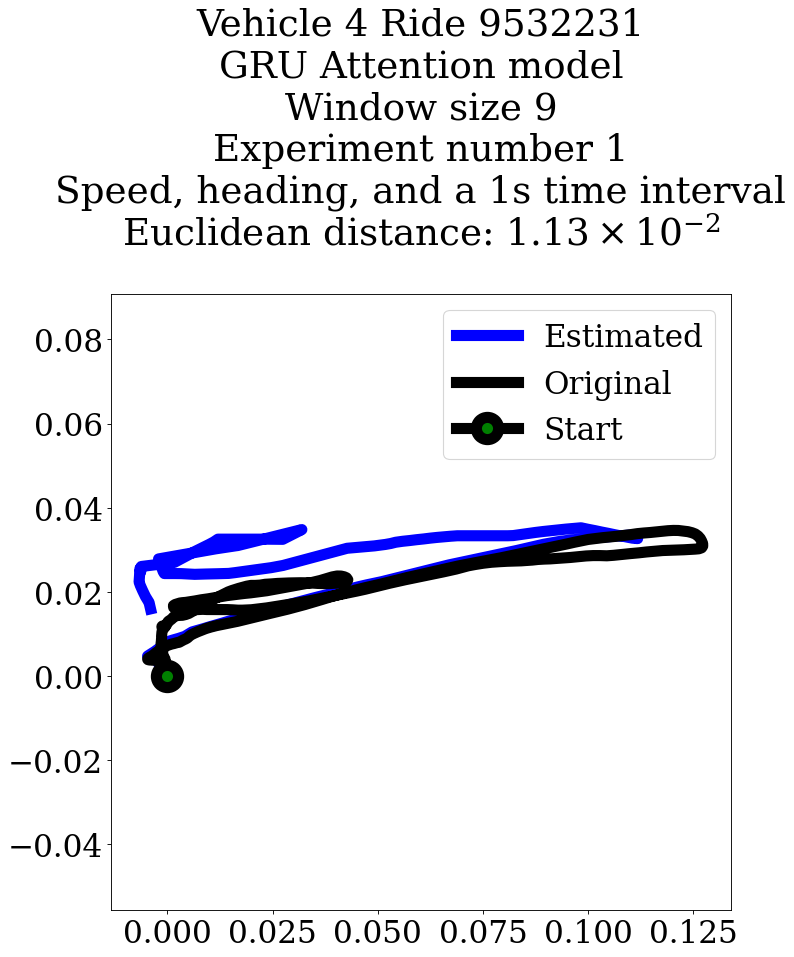 Vehicle 4 Ride 9532231
GRU Attention model
Window size 9
Experiment number 1
Speed, heading, and a 1s time interval
Euclidean distance: 1.13 × 10⁻²
Estimated
Original
Start
0.08
0.06
0.04
0.02
0.00
−0.02
−0.04
0.000 0.025 0.050 0.075 0.100 0.125